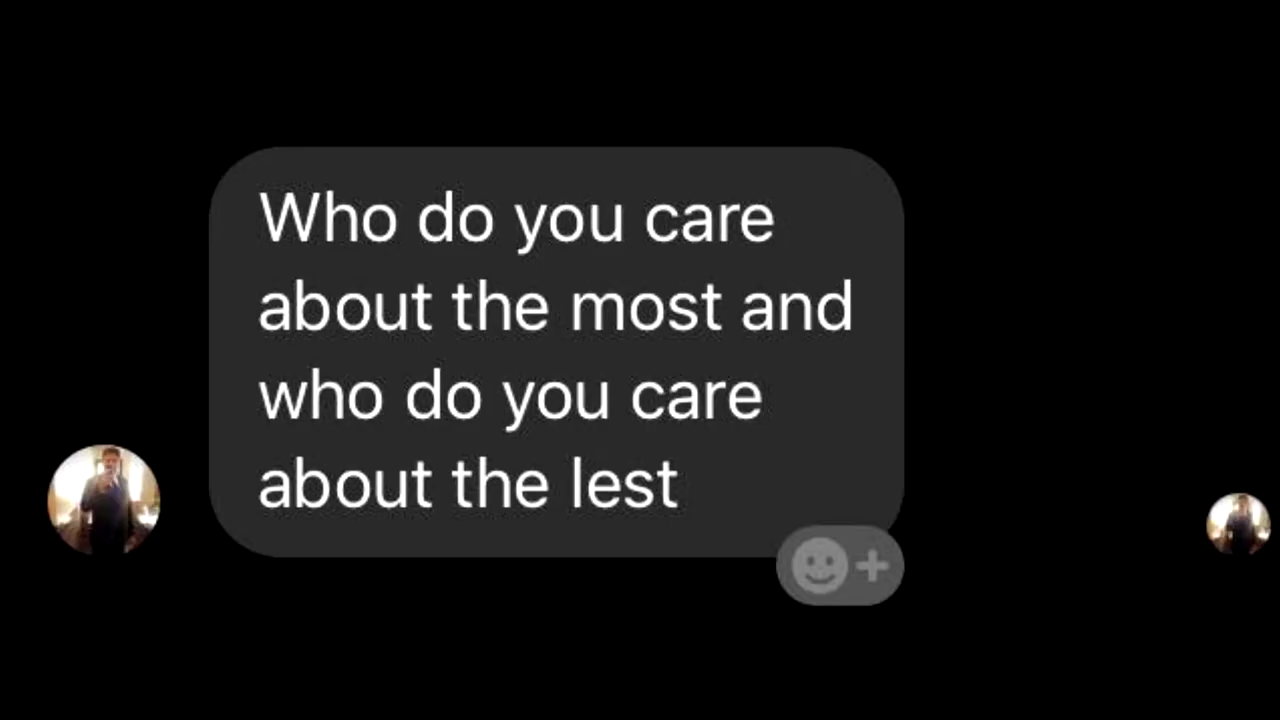 Who do you care
about the most and
who do you care
about the lest